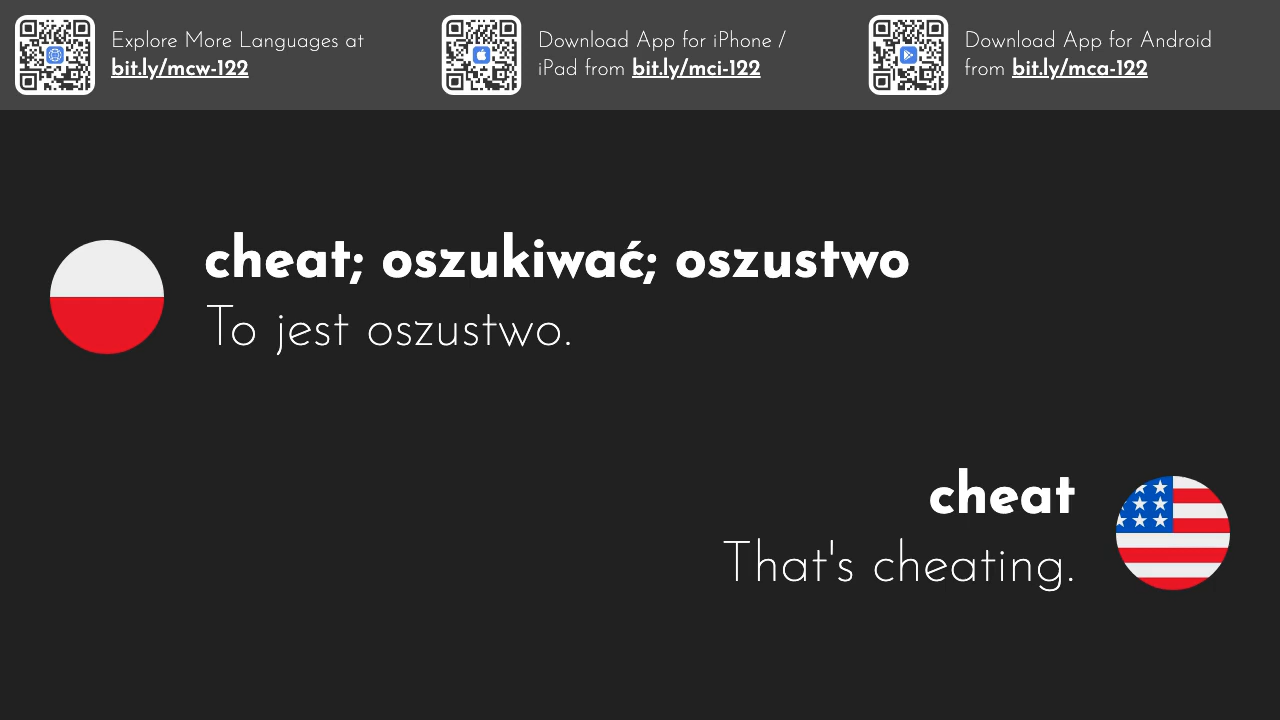 Explore More Languages at
bit.ly/mcw-122
Download App for iPhone /
iPad from bit.ly/mci-122
Download App for Android
from bit.ly/mca-122
cheat; oszukiwać; oszustwo
To jest oszustwo.
cheat
That's cheating.